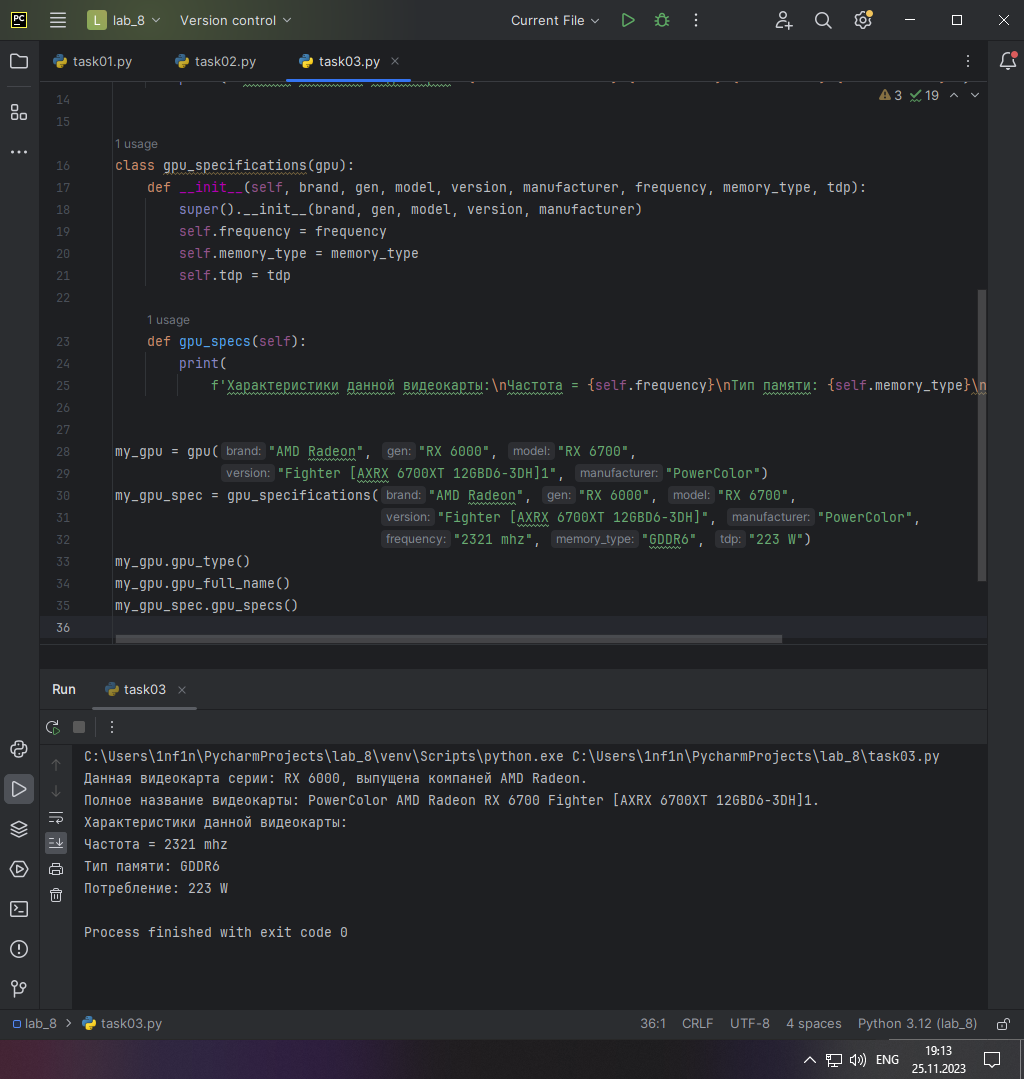 PC
L lab_8 Version control Current File
task01.py task02.py task03.py
14 3 19
15
1 usage
16 class gpu_specifications(gpu):
17 def __init__(self, brand, gen, model, version, manufacturer, frequency, memory_type, tdp):
18 super().__init__(brand, gen, model, version, manufacturer)
19 self.frequency = frequency
20 self.memory_type = memory_type
21 self.tdp = tdp
22
1 usage
23 def gpu_specs(self):
24 print(
25 f'Характеристики данной видеокарты:\nЧастота = {self.frequency}\nТип памяти: {self.memory_type}\n
26
27
28 my_gpu = gpu( brand: "AMD Radeon", gen: "RX 6000", model: "RX 6700",
29 version: "Fighter [AXRX 6700XT 12GBD6-3DH]1", manufacturer: "PowerColor")
30 my_gpu_spec = gpu_specifications( brand: "AMD Radeon", gen: "RX 6000", model: "RX 6700",
31 version: "Fighter [AXRX 6700XT 12GBD6-3DH]", manufacturer: "PowerColor",
32 frequency: "2321 mhz", memory_type: "GDDR6", tdp: "223 W")
33 my_gpu.gpu_type()
34 my_gpu.gpu_full_name()
35 my_gpu_spec.gpu_specs()
36
Run task03
C:\Users\1nf1n\PycharmProjects\lab_8\venv\Scripts\python.exe C:\Users\1nf1n\PycharmProjects\lab_8\task03.py
Данная видеокарта серии: RX 6000, выпущена компаней AMD Radeon.
Полное название видеокарты: PowerColor AMD Radeon RX 6700 Fighter [AXRX 6700XT 12GBD6-3DH]1.
Характеристики данной видеокарты:
Частота = 2321 mhz
Тип памяти: GDDR6
Потребление: 223 W
Process finished with exit code 0
lab_8 task03.py 36:1 CRLF UTF-8 4 spaces Python 3.12 (lab_8)
ENG 19:13
25.11.2023